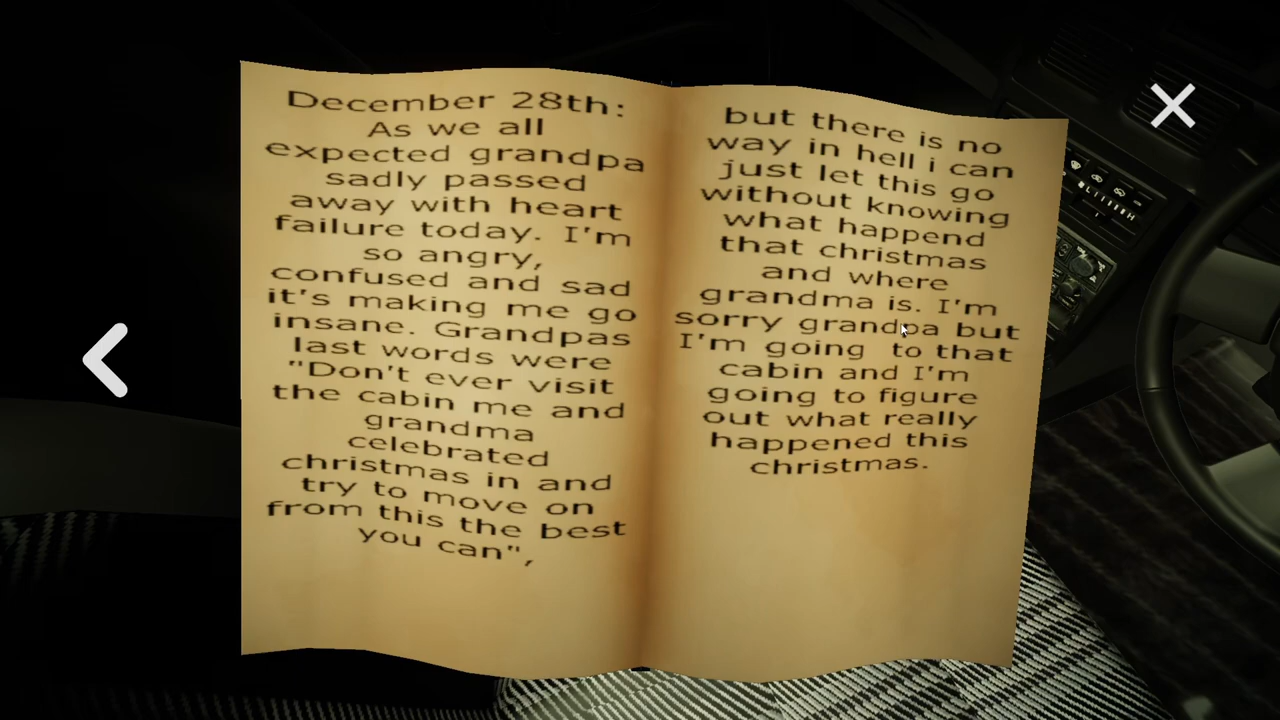 December 28th:
As we all
expected grandpa
sadly passed
away with heart
failure today. I'm
so angry,
confused and sad
it's making me go
insane. Grandpas
last words were
"Don't ever visit
the cabin me and
grandma
celebrated
christmas in and
try to move on
from this the best
you can",
but there is no
way in hell i can
just let this go
without knowing
what happend
that christmas
and where
grandma is. I'm
sorry grandpa but
I'm going to that
cabin and I'm
going to figure
out what really
happened this
christmas.